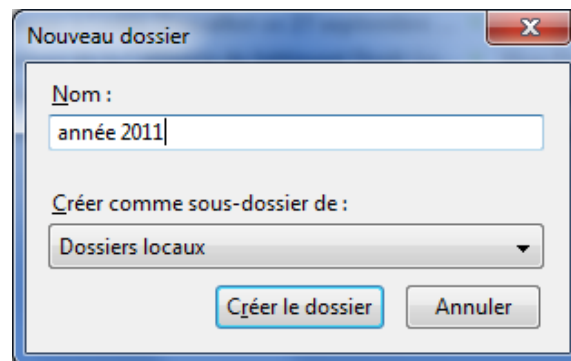 Nouveau dossier
Nom :
année 2011
Créer comme sous-dossier de :
Dossiers locaux
Créer le dossier Annuler